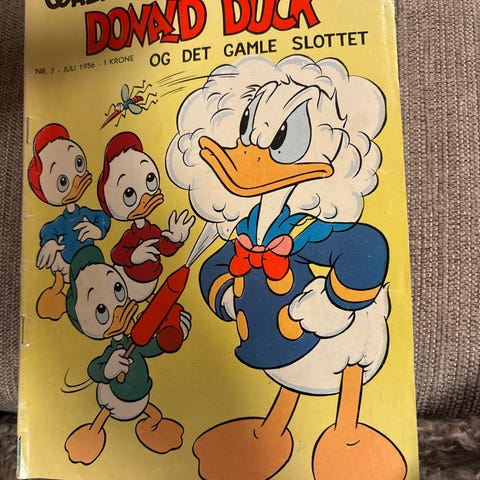 DONALD DUCK
NR. 7 - JULI 1956 - 1 KRONE
OG DET GAMLE SLOTTET